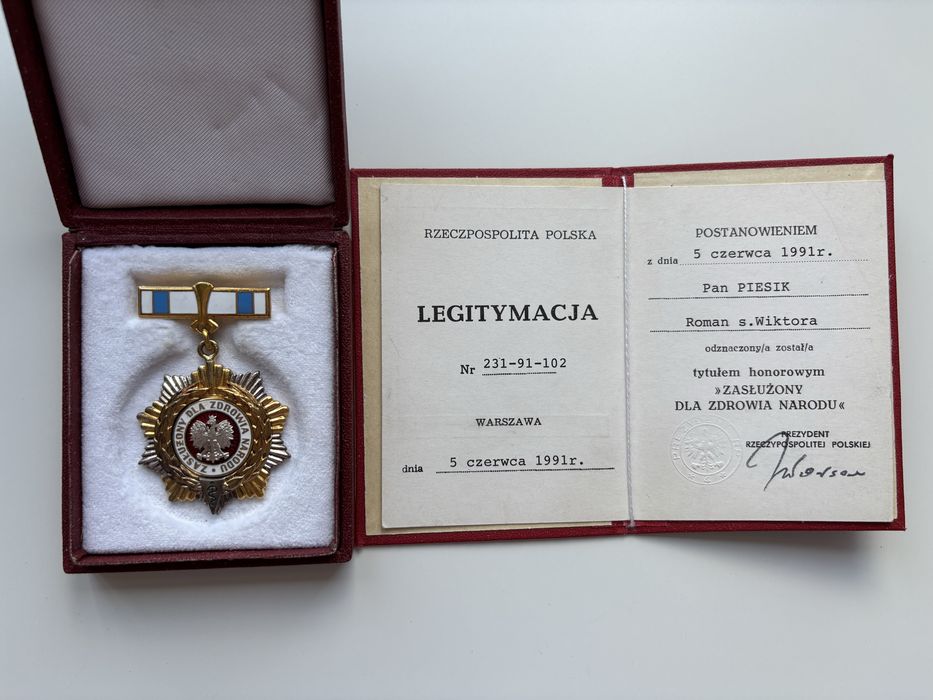 ZASŁUŻONY DLA ZDROWIA NARODU •
RZECZPOSPOLITA POLSKA
LEGITYMACJA
Nr 231-91-102
WARSZAWA
dnia 5 czerwca 1991r.
POSTANOWIENIEM
z dnia 5 czerwca 1991r.
Pan PIESIK
Roman s.Wiktora
odznaczony/a został/a
tytułem honorowym
»ZASŁUŻONY
DLA ZDROWIA NARODU«
PREZYDENT
RZECZYPOSPOLITEJ POLSKIEJ